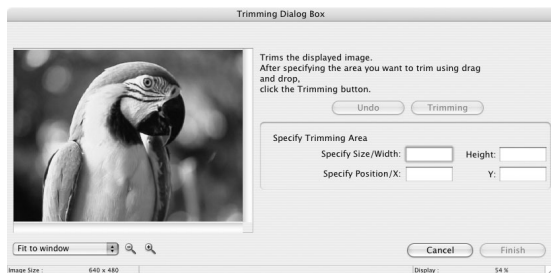 Trimming Dialog Box
Trims the displayed image.
After specifying the area you want to trim using drag
and drop,
click the Trimming button.
Undo Trimming
Specify Trimming Area
Specify Size/Width: Height:
Specify Position/X: Y:
Fit to window
Cancel Finish
Image Size : 640 x 480 Display : 54 %